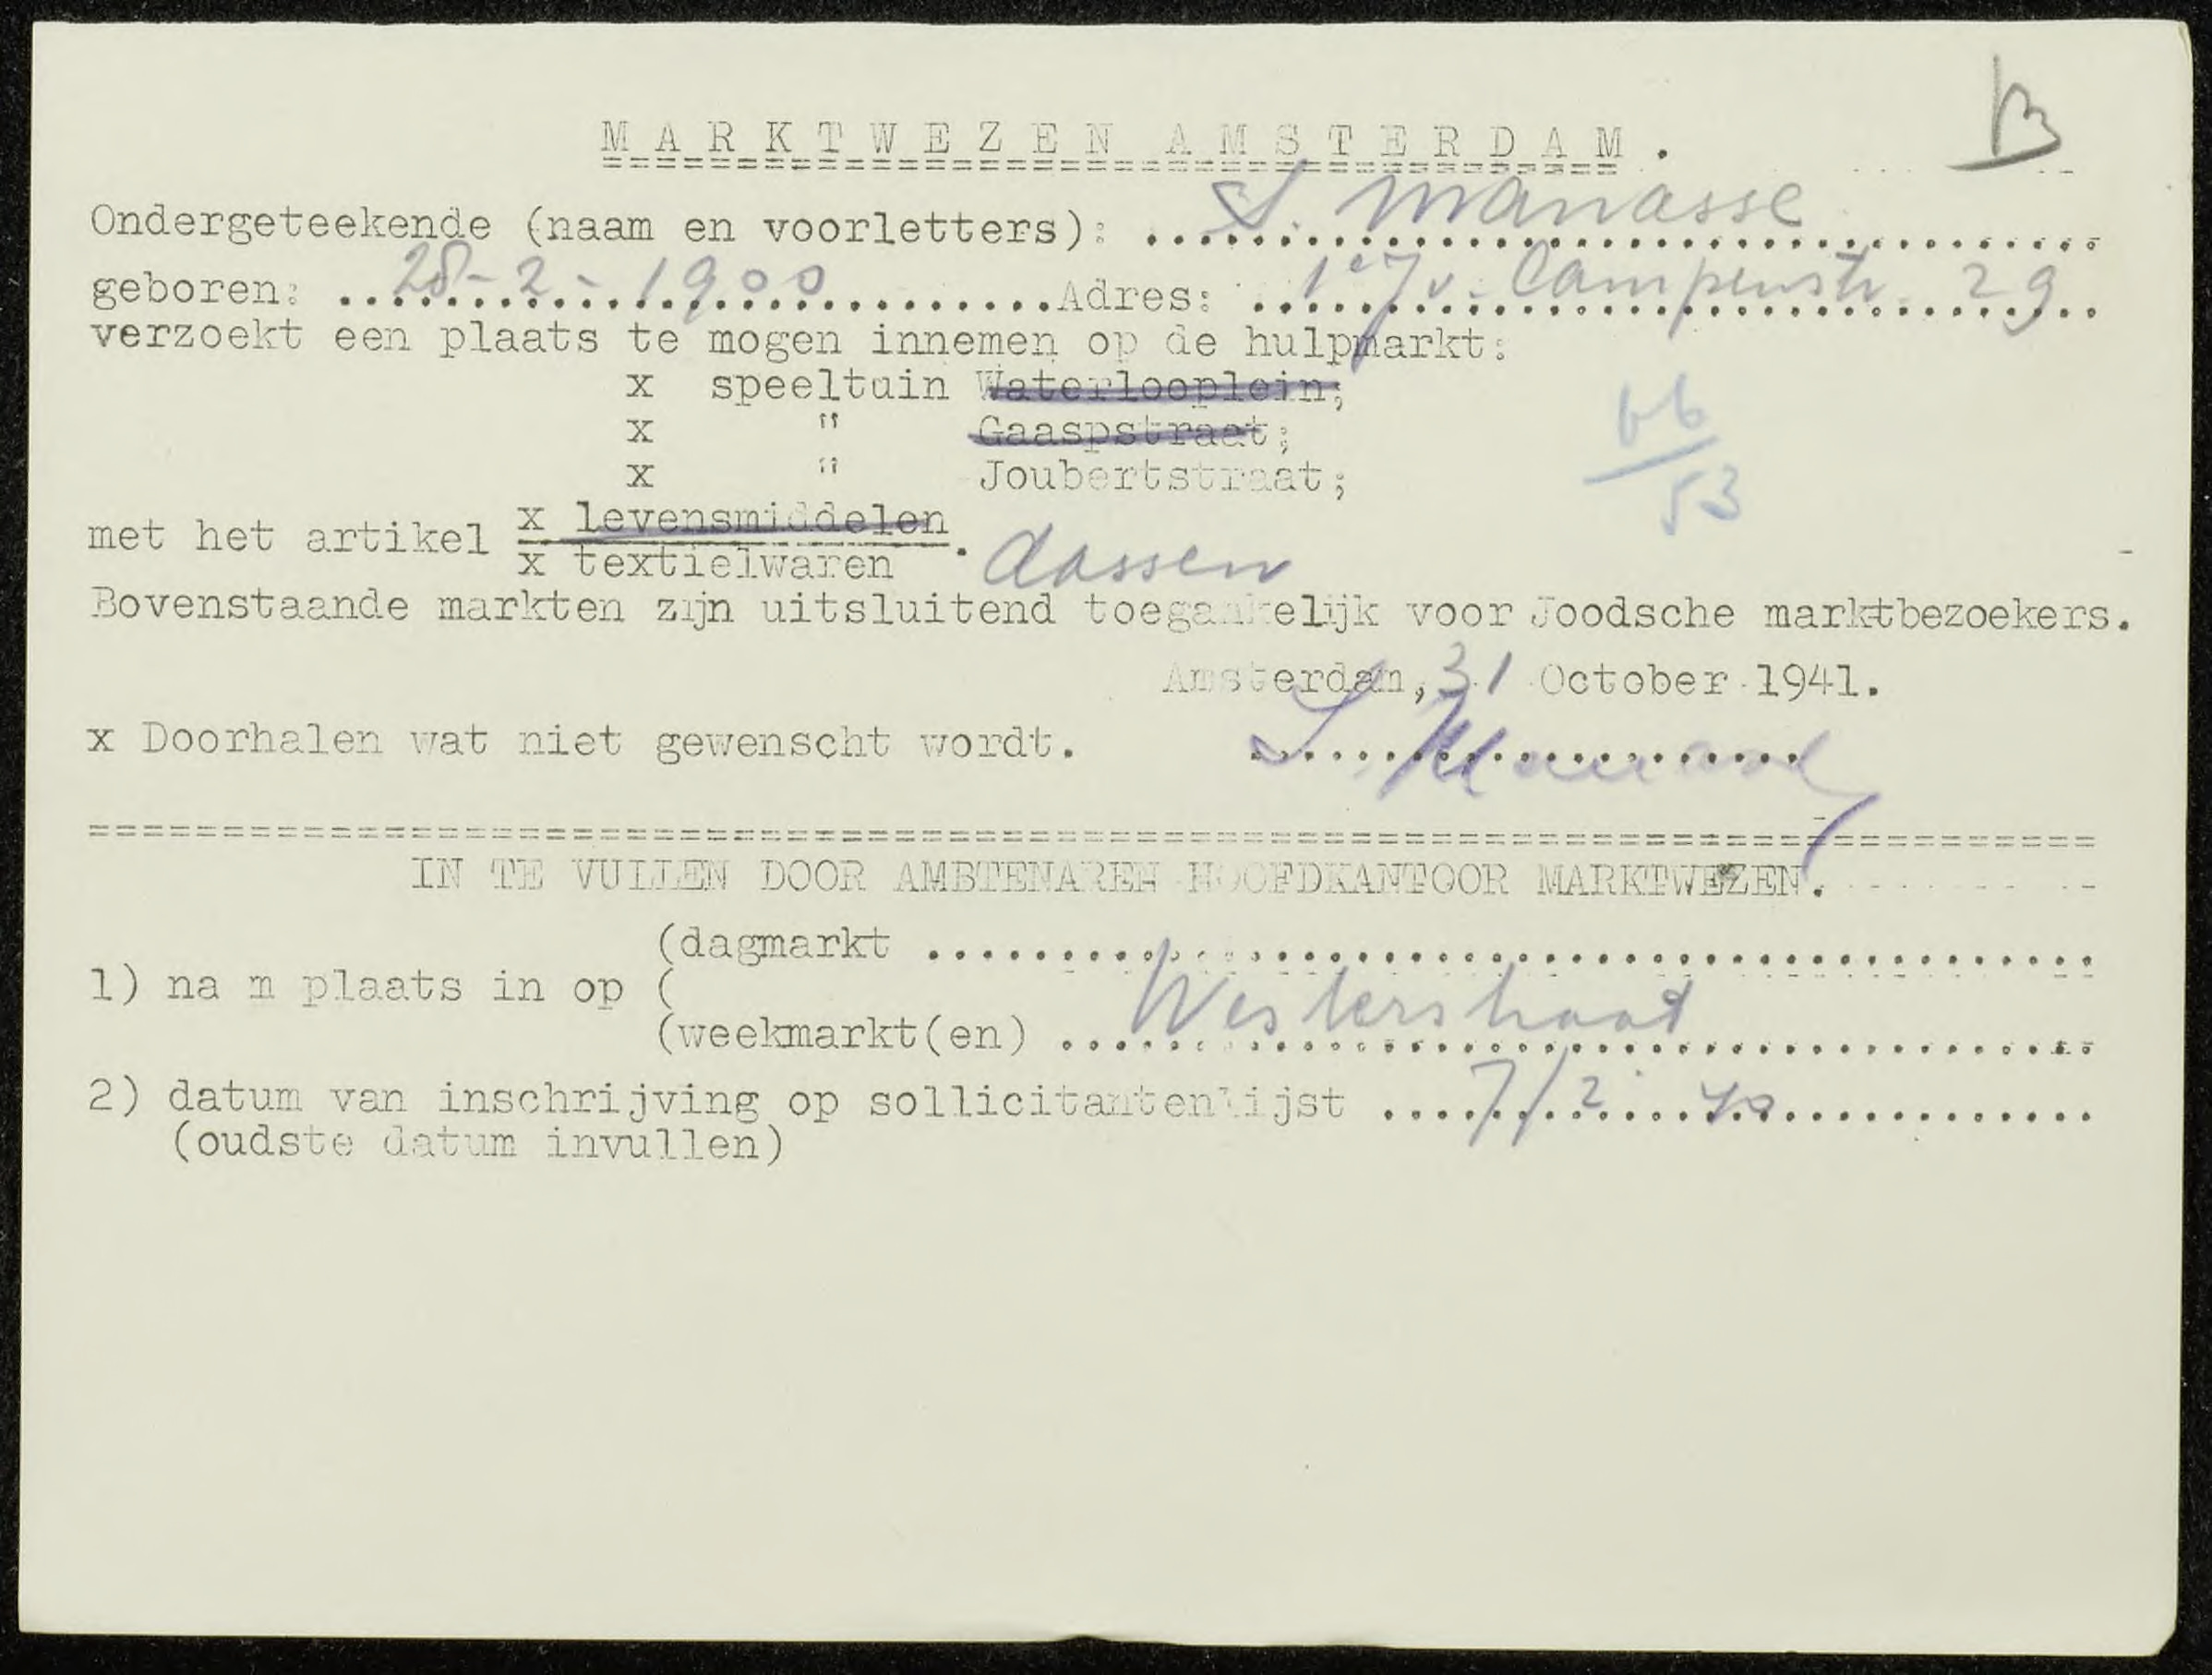 B
MARKTWEZEN AMSTERDAM.
Ondergeteekende (naam en voorletters): S. Manasse
geboren: 28-2-1900 Adres: 1e J v. Campenstr. 29
verzoekt een plaats te mogen innemen op de hulpmarkt:
x speeltuin Waterlooplein;
x " Gaaspstraat;
x " Joubertstraat;
66
53
x levensmiddelen
met het artikel . dassen
x textielwaren
Bovenstaande markten zijn uitsluitend toegankelijk voor Joodsche marktbezoekers.
Amsterdam, 31 October 1941.
x Doorhalen wat niet gewenscht wordt. S. Manasse
IN TE VULLEN DOOR AMBTENAREN HOOFDKANTOOR MARKTWEZEN.
(dagmarkt
1) na m plaats in op (
(weekmarkt(en) Westerstraat
2) datum van inschrijving op sollicitantenlijst 7/2 40
(oudste datum invullen)